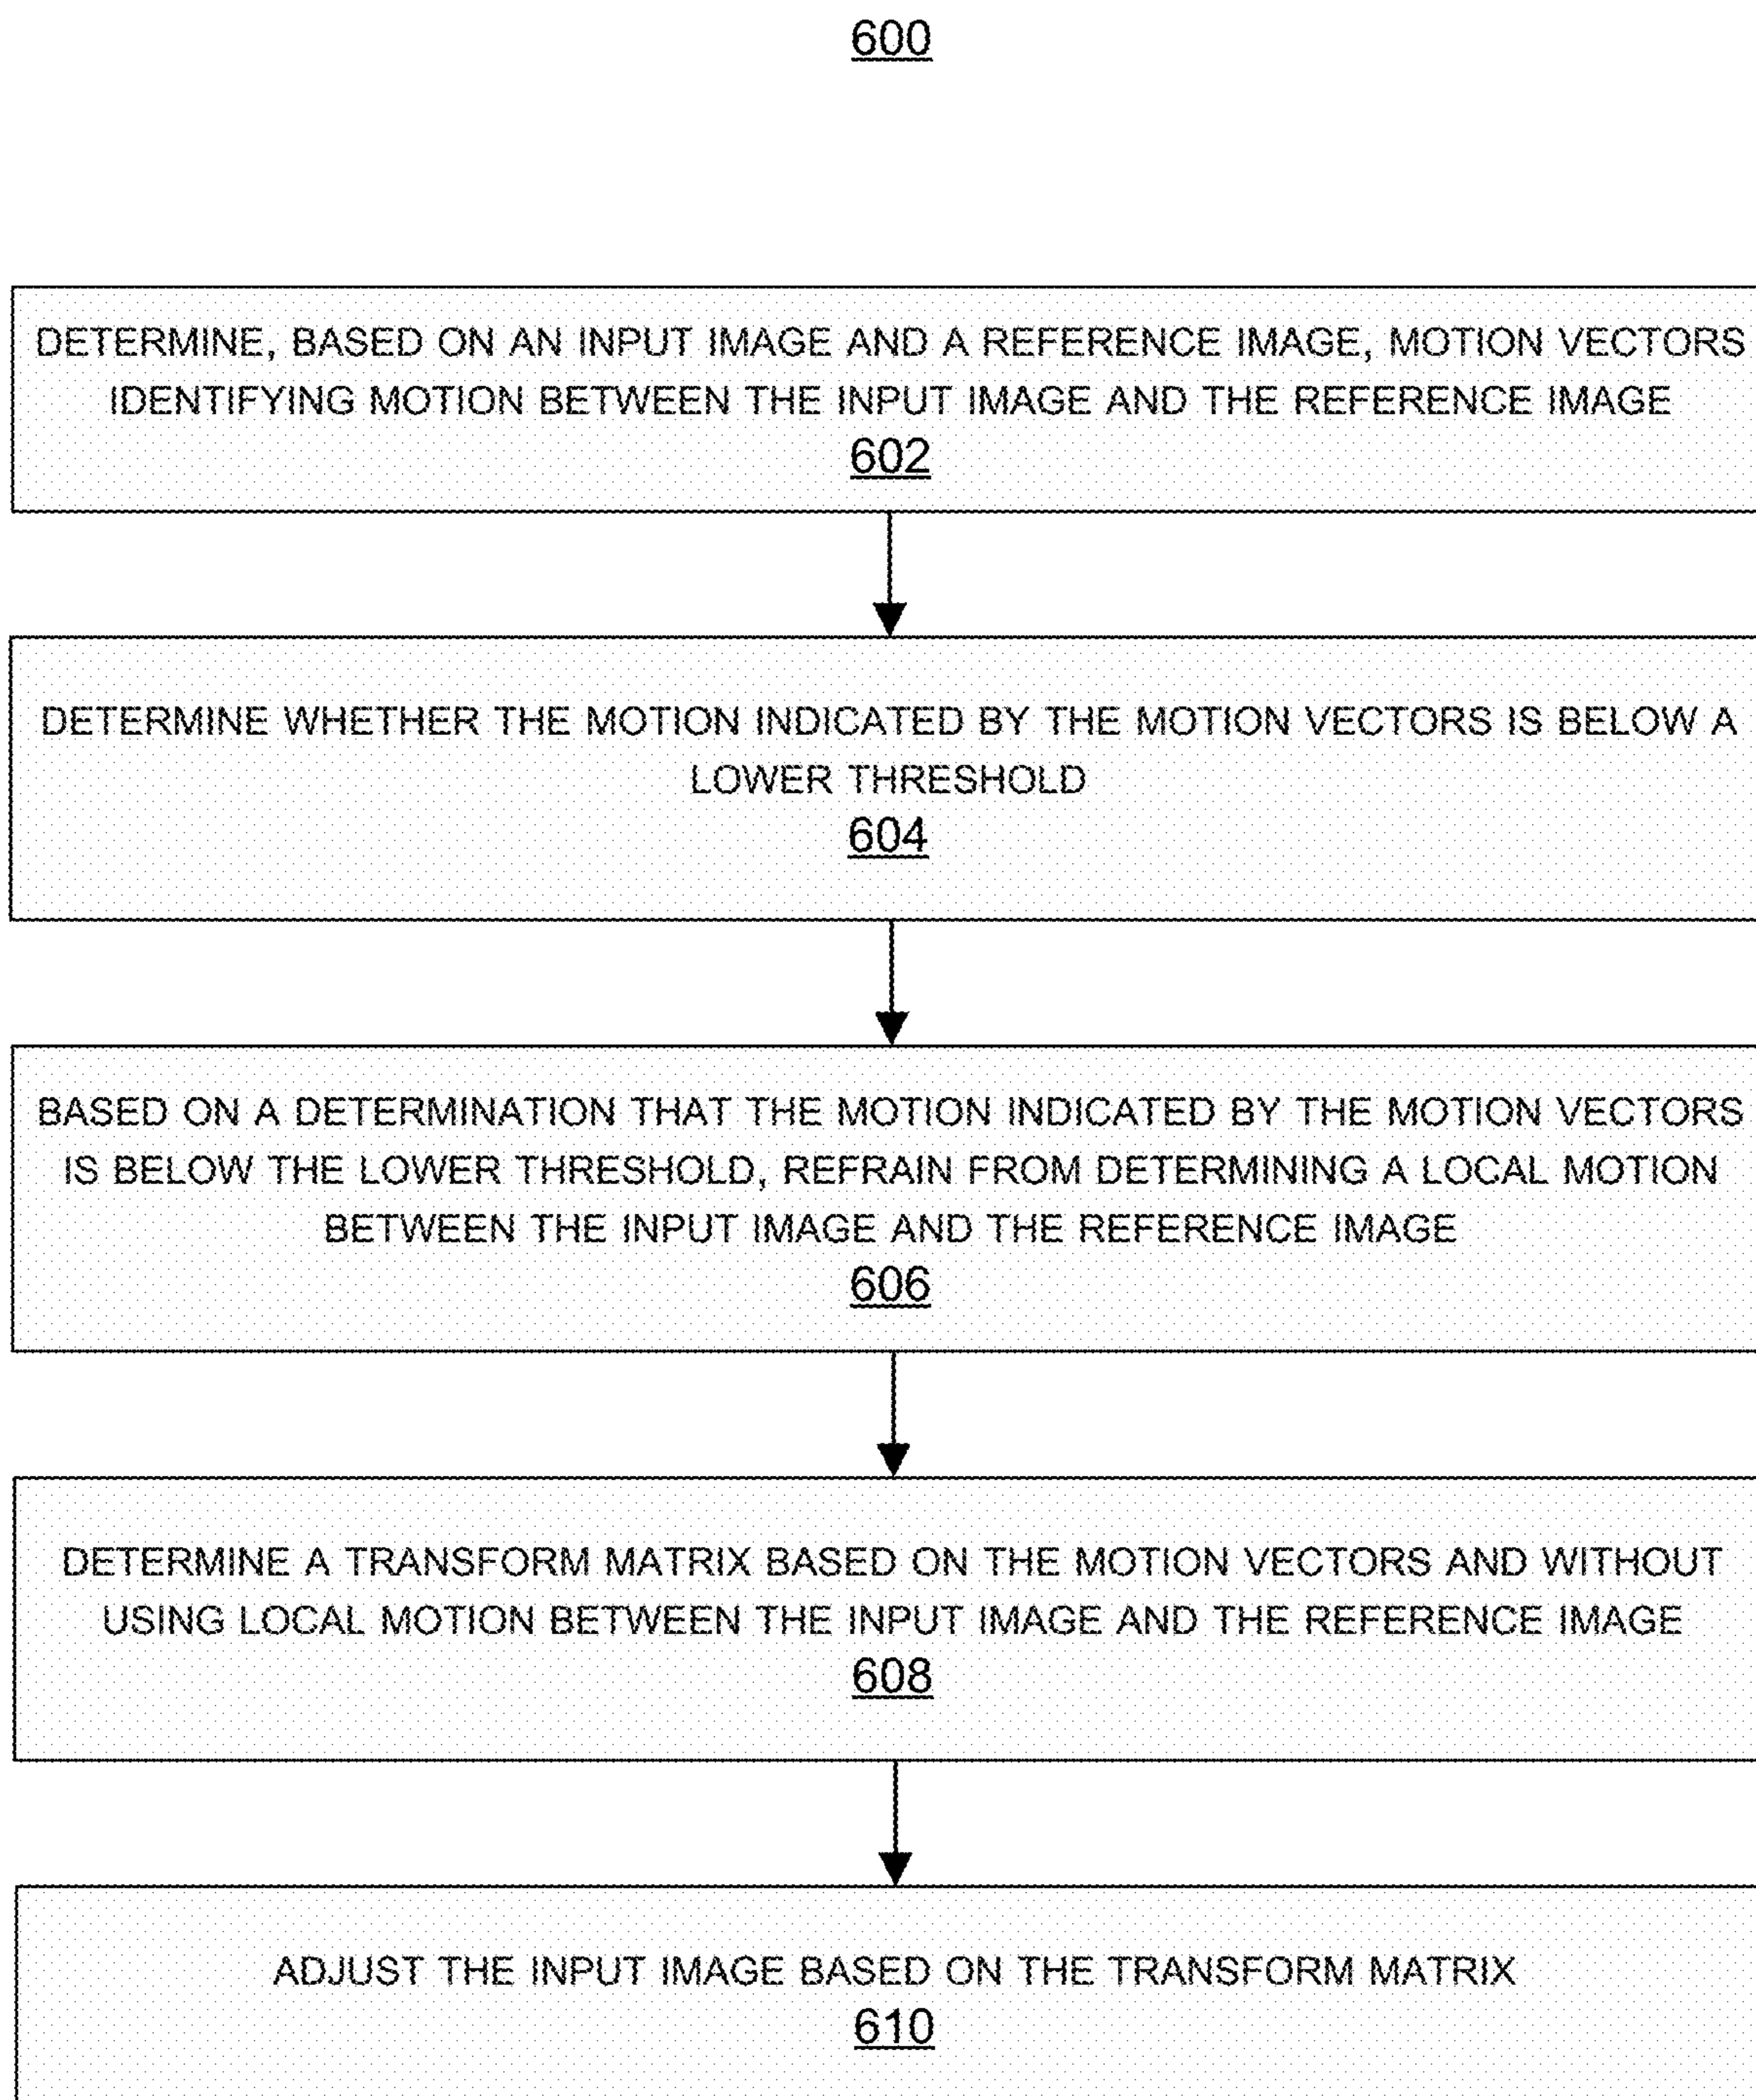 600
DETERMINE, BASED ON AN INPUT IMAGE AND A REFERENCE IMAGE, MOTION VECTORS
IDENTIFYING MOTION BETWEEN THE INPUT IMAGE AND THE REFERENCE IMAGE
602
DETERMINE WHETHER THE MOTION INDICATED BY THE MOTION VECTORS IS BELOW A
LOWER THRESHOLD
604
BASED ON A DETERMINATION THAT THE MOTION INDICATED BY THE MOTION VECTORS
IS BELOW THE LOWER THRESHOLD, REFRAIN FROM DETERMINING A LOCAL MOTION
BETWEEN THE INPUT IMAGE AND THE REFERENCE IMAGE
606
DETERMINE A TRANSFORM MATRIX BASED ON THE MOTION VECTORS AND WITHOUT
USING LOCAL MOTION BETWEEN THE INPUT IMAGE AND THE REFERENCE IMAGE
608
ADJUST THE INPUT IMAGE BASED ON THE TRANSFORM MATRIX
610